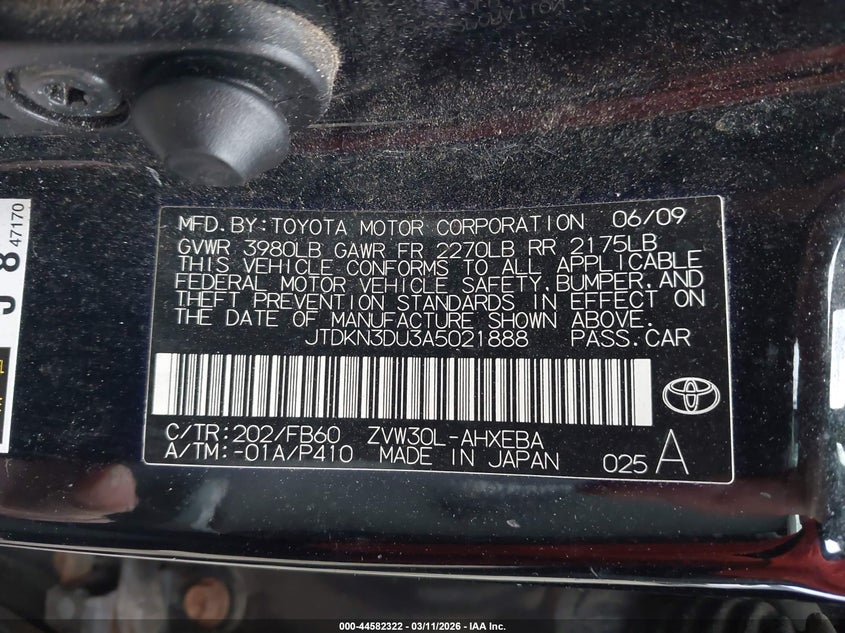 47170
8
J
MFD.BY:TOYOTA MOTOR CORPORATION 06/09
GVWR 3980LB GAWR FR 2270LB RR 2175LB
THIS VEHICLE CONFORMS TO ALL APPLICABLE
FEDERAL MOTOR VEHICLE SAFETY,BUMPER,AND
THEFT PREVENTION STANDARDS IN EFFECT ON
THE DATE OF MANUFACTURE SHOWN ABOVE.
JTDKN3DU3A5021888 PASS.CAR
C/TR:202/FB60 ZVW30L-AHXEBA
A/TM:-01A/P410 MADE IN JAPAN 025 A
000-44582322 | 03/11/2026 – IAA Inc.